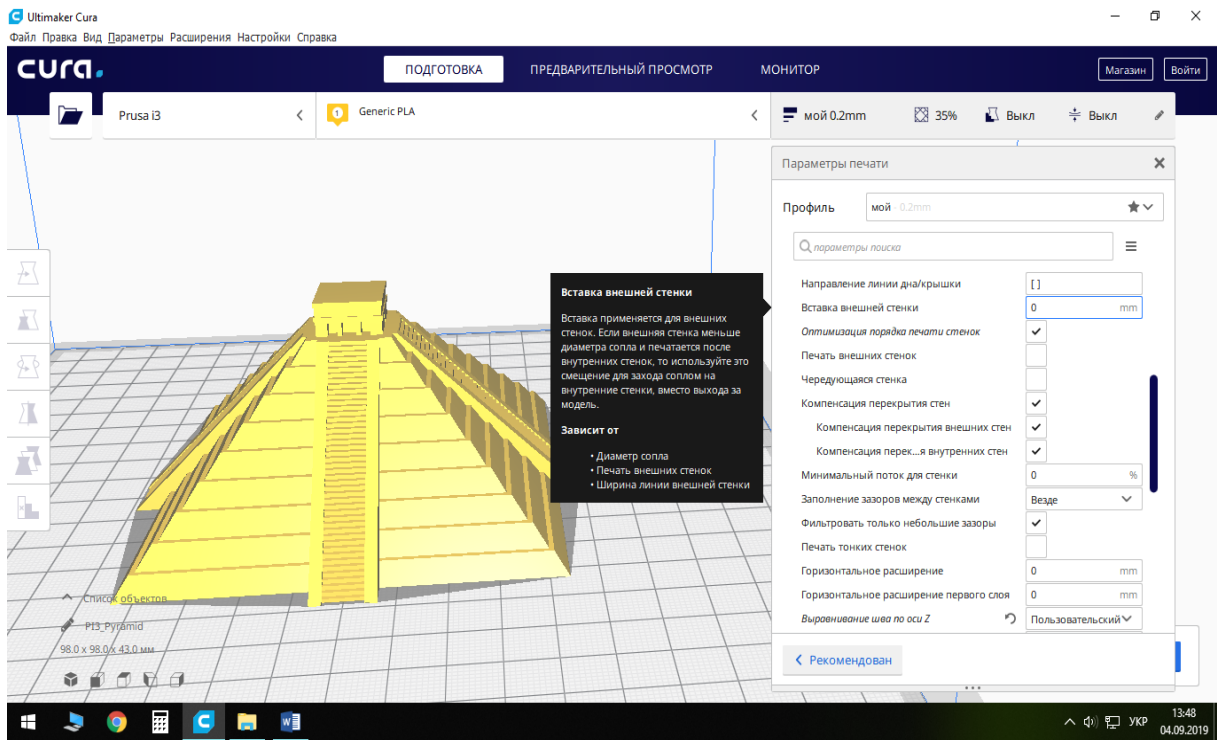 Ultimaker Cura
Файл Правка Вид Параметры Расширения Настройки Справка
cura.
ПОДГОТОВКА
ПРЕДВАРИТЕЛЬНЫЙ ПРОСМОТР
МОНИТОР
Магазин
Войти
Prusa i3
1
Generic PLA
мой 0.2mm
35%
Выкл
Выкл
Параметры печати
Профиль
мой 0.2mm
параметры поиска
Направление линии дна/крышки
[ ]
Вставка внешней стенки
0 mm
Оптимизация порядка печати стенок
Печать внешних стенок
Чередующаяся стенка
Компенсация перекрытия стен
Компенсация перекрытия внешних стен
Компенсация перек...я внутренних стен
Минимальный поток для стенки
0 %
Заполнение зазоров между стенками
Везде
Фильтровать только небольшие зазоры
Печать тонких стенок
Горизонтальное расширение
0 mm
Горизонтальное расширение первого слоя
0 mm
Выравнивание шва по оси Z
Пользовательский
Рекомендован
Вставка внешней стенки
Вставка применяется для внешних
стенок. Если внешняя стенка меньше
диаметра сопла и печатается после
внутренних стенок, то используйте это
смещение для захода соплом на
внутренние стенки, вместо выхода за
модель.
Зависит от
• Диаметр сопла
• Печать внешних стенок
• Ширина линии внешней стенки
Список объектов
PI3_Pyramid
98.0 x 98.0 x 43.0 мм
УКР
13:48
04.09.2019